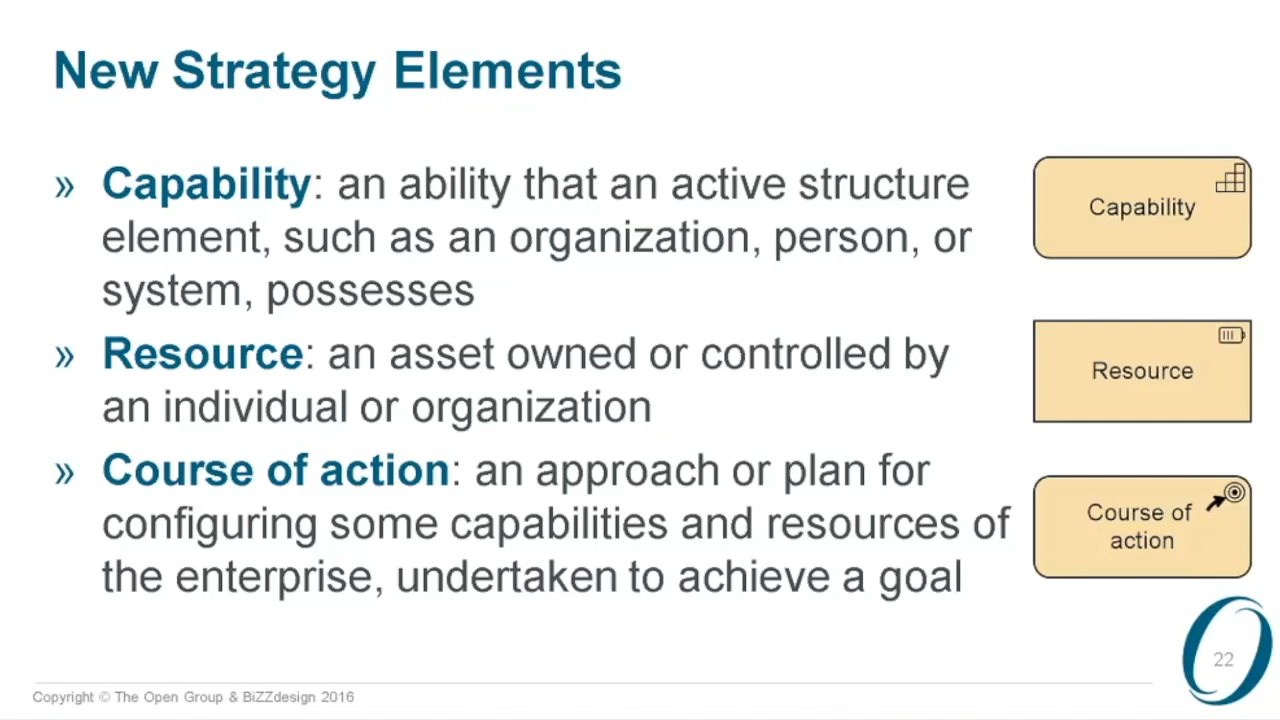 New Strategy Elements
» Capability: an ability that an active structure
element, such as an organization, person, or
system, possesses
» Resource: an asset owned or controlled by
an individual or organization
» Course of action: an approach or plan for
configuring some capabilities and resources of
the enterprise, undertaken to achieve a goal
Capability
Resource
Course of
action
22
Copyright © The Open Group & BiZZdesign 2016